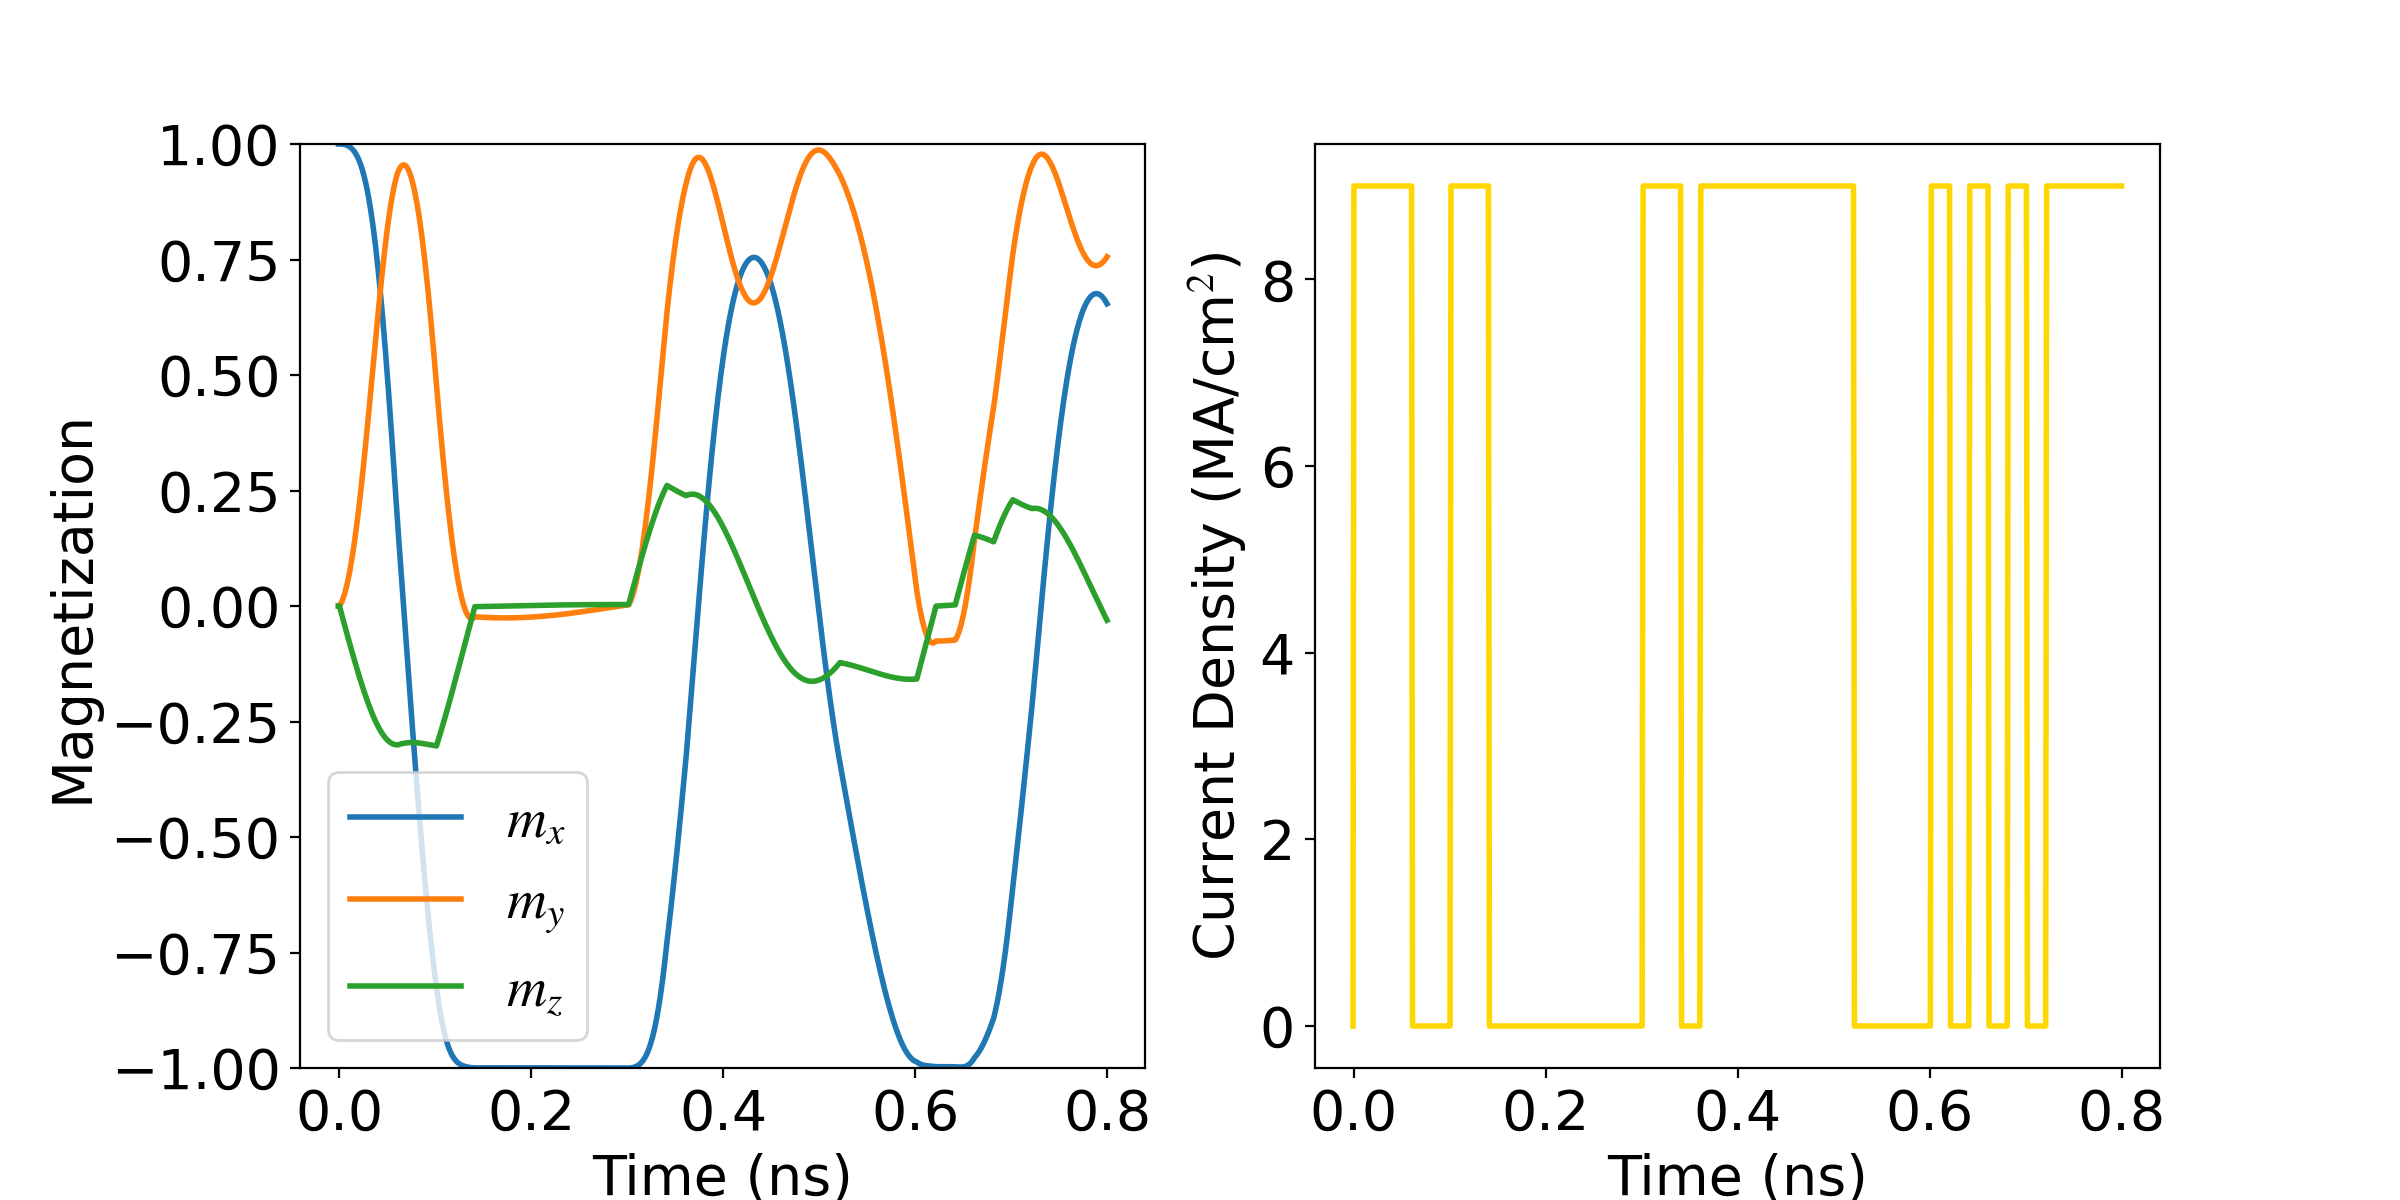 Magnetization
1.00
0.75
0.50
0.25
0.00
−0.25
−0.50
−0.75
−1.00
0.0 0.2 0.4 0.6 0.8
Time (ns)
m_x
m_y
m_z
Current Density (MA/cm²)
8
6
4
2
0
0.0 0.2 0.4 0.6 0.8
Time (ns)